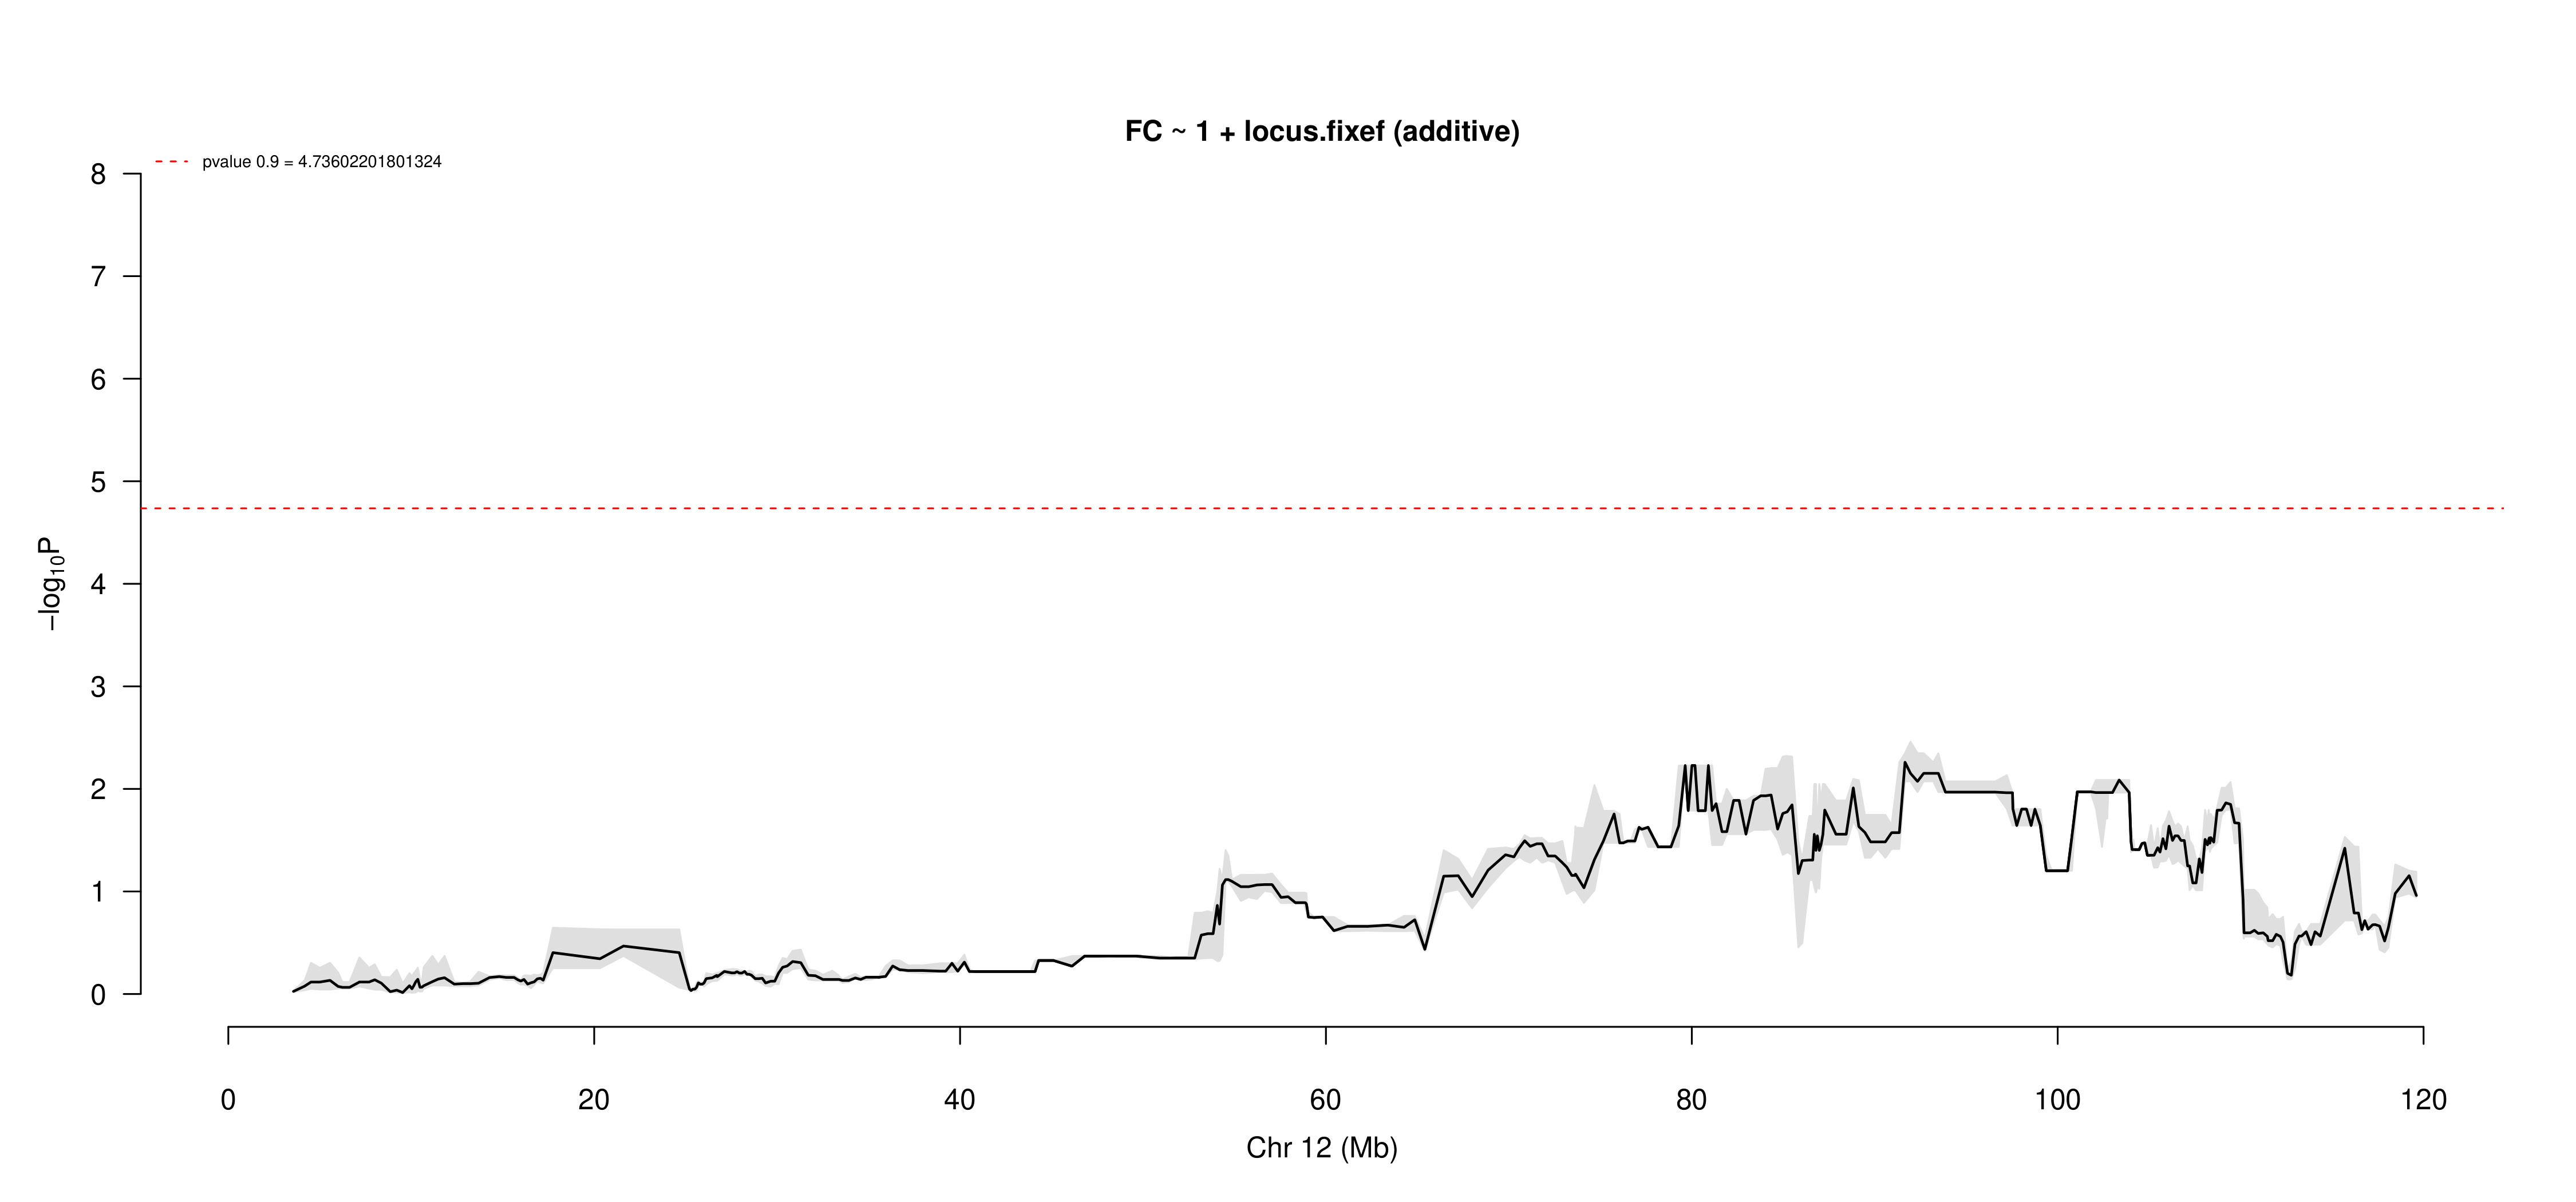 FC ~ 1 + locus.fixef (additive)
pvalue 0.9 = 4.73602201801324
8
7
6
5
4
3
2
1
0
−log10P
0 20 40 60 80 100 120
Chr 12 (Mb)